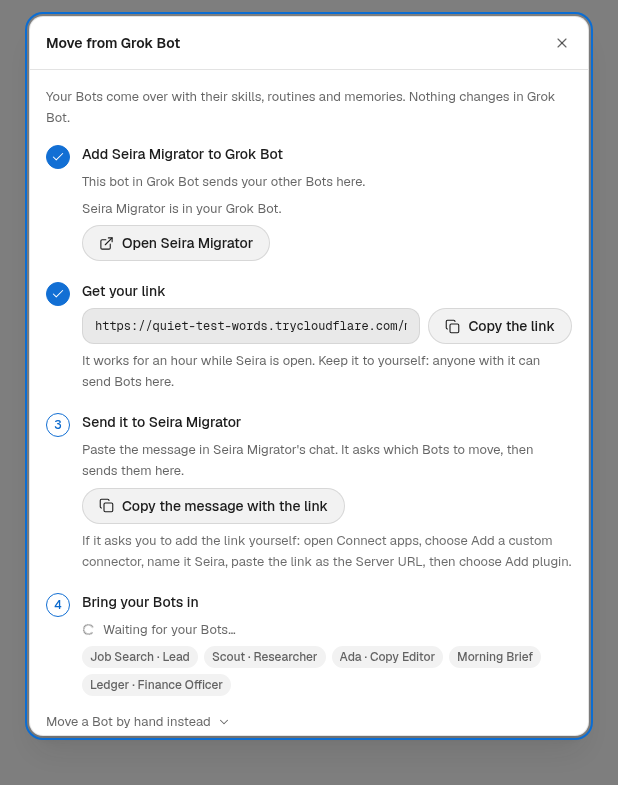 Move from Grok Bot
Your Bots come over with their skills, routines and memories. Nothing changes in Grok
Bot.
Add Seira Migrator to Grok Bot
This bot in Grok Bot sends your other Bots here.
Seira Migrator is in your Grok Bot.
Open Seira Migrator
Get your link
https://quiet-test-words.trycloudflare.com/
Copy the link
It works for an hour while Seira is open. Keep it to yourself: anyone with it can
send Bots here.
3
Send it to Seira Migrator
Paste the message in Seira Migrator's chat. It asks which Bots to move, then
sends them here.
Copy the message with the link
If it asks you to add the link yourself: open Connect apps, choose Add a custom
connector, name it Seira, paste the link as the Server URL, then choose Add plugin.
4
Bring your Bots in
Waiting for your Bots…
Job Search · Lead
Scout · Researcher
Ada · Copy Editor
Morning Brief
Ledger · Finance Officer
Move a Bot by hand instead